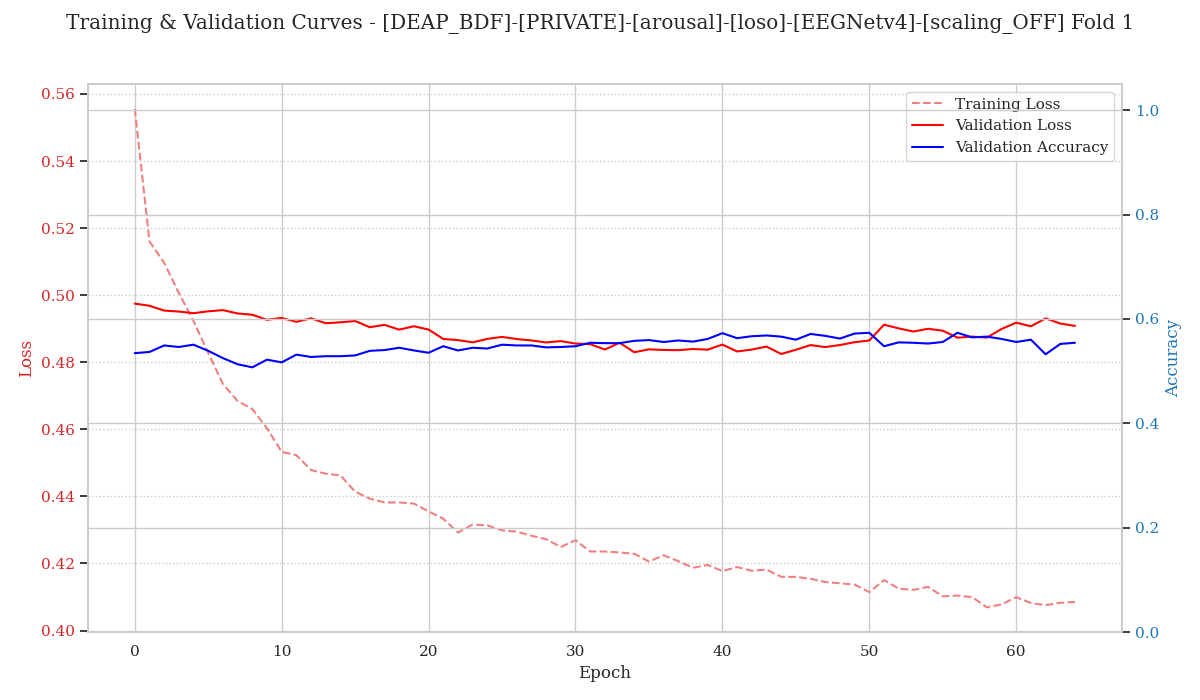 Training & Validation Curves - [DEAP_BDF]-[PRIVATE]-[arousal]-[loso]-[EEGNetv4]-[scaling_OFF] Fold 1
Training Loss
Validation Loss
Validation Accuracy
0.56
0.54
0.52
0.50
0.48
0.46
0.44
0.42
0.40
Loss
1.0
0.8
0.6
0.4
0.2
0.0
Accuracy
0 10 20 30 40 50 60
Epoch